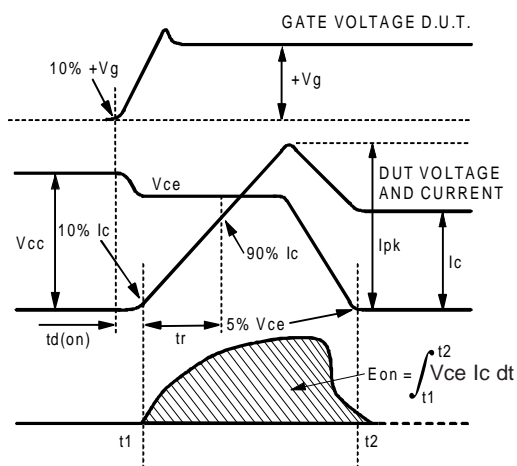 GATE VOLTAGE D.U.T.
10% +Vg
+Vg
Vce
DUT VOLTAGE
AND CURRENT
Vcc
10% Ic
90% Ic
Ipk
Ic
td(on)
tr
5% Vce
Eon = ∫ Vce Ic dt
t2
t1
t1
t2